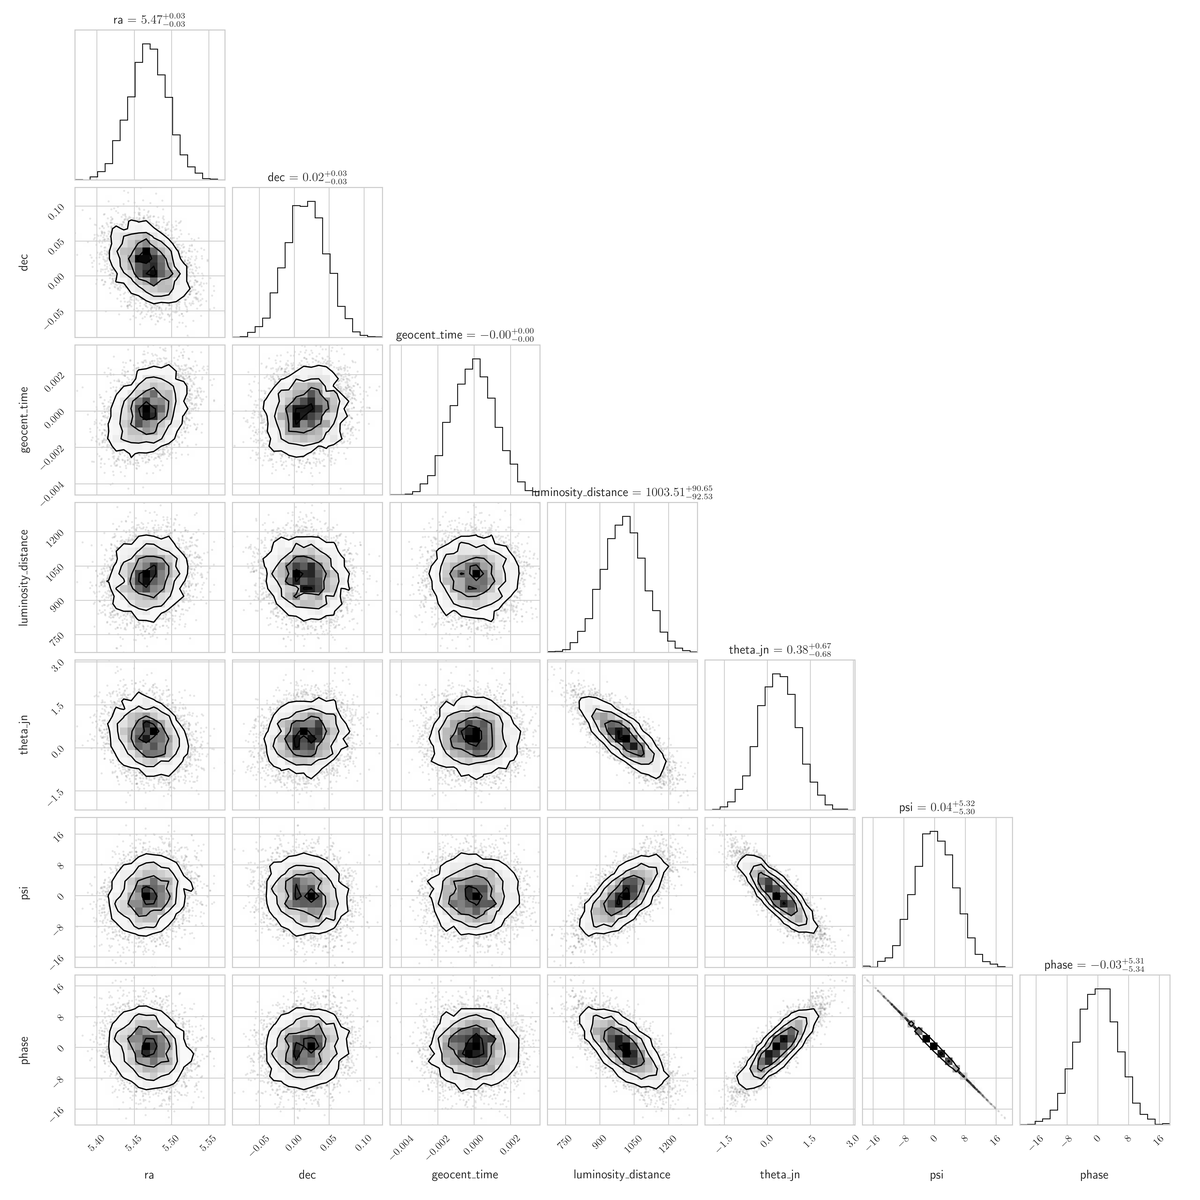 ra = 5.47+0.03−0.03
dec = 0.02+0.03−0.03
0.10
0.05
0.00
−0.05
dec
geocent_time = −0.00+0.00−0.00
0.002
0.000
−0.002
−0.004
geocent_time
luminosity_distance = 1003.51+90.65−92.53
1200
1050
900
750
luminosity_distance
theta_jn = 0.38+0.67−0.68
3.0
1.5
0.0
−1.5
theta_jn
psi = 0.04+5.32−5.30
16
8
0
−8
−16
psi
phase = −0.03+5.31−5.34
16
8
0
−8
−16
phase
5.40 5.45 5.50 5.55 −0.05 0.00 0.05 0.10 −0.004 −0.002 0.000 0.002 750 900 1050 1200 −1.5 0.0 1.5 3.0 −16 −8 0 8 16 −16 −8 0 8 16
ra dec geocent_time luminosity_distance theta_jn psi phase